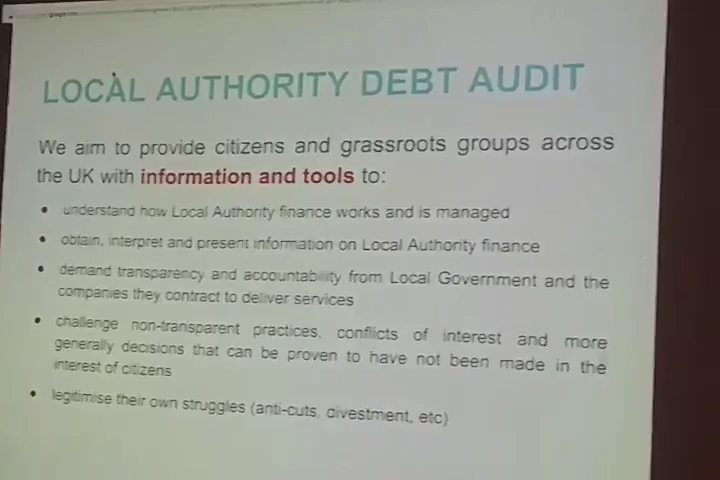 LOCAL AUTHORITY DEBT AUDIT
We aim to provide citizens and grassroots groups across
the UK with information and tools to:
• understand how Local Authority finance works and is managed
• obtain, interpret and present information on Local Authority finance
• demand transparency and accountability from Local Government and the
companies they contract to deliver services
• challenge non-transparent practices, conflicts of interest and more
generally decisions that can be proven to have not been made in the
interest of citizens
• legitimise their own struggles (anti-cuts, divestment, etc)